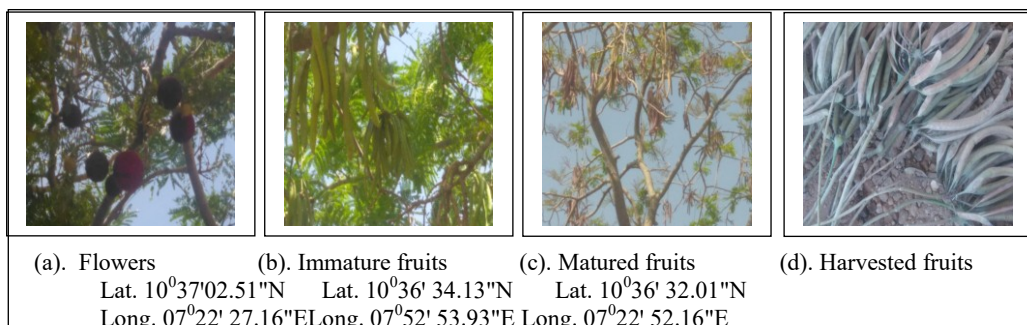 (a). Flowers (b). Immature fruits (c). Matured fruits (d). Harvested fruits
Lat. 10⁰37'02.51"N Lat. 10⁰36' 34.13"N Lat. 10⁰36' 32.01"N
Long. 07⁰22' 27.16"ELong. 07⁰52' 53.93"E Long. 07⁰22' 52.16"E